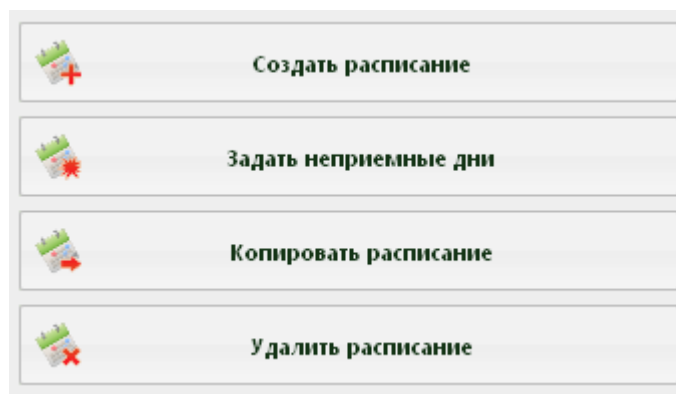 Создать расписание
Задать неприемные дни
Копировать расписание
Удалить расписание